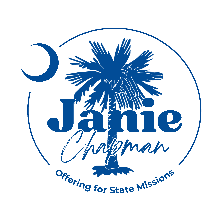 Janie
Chapman
Offering for State Missions